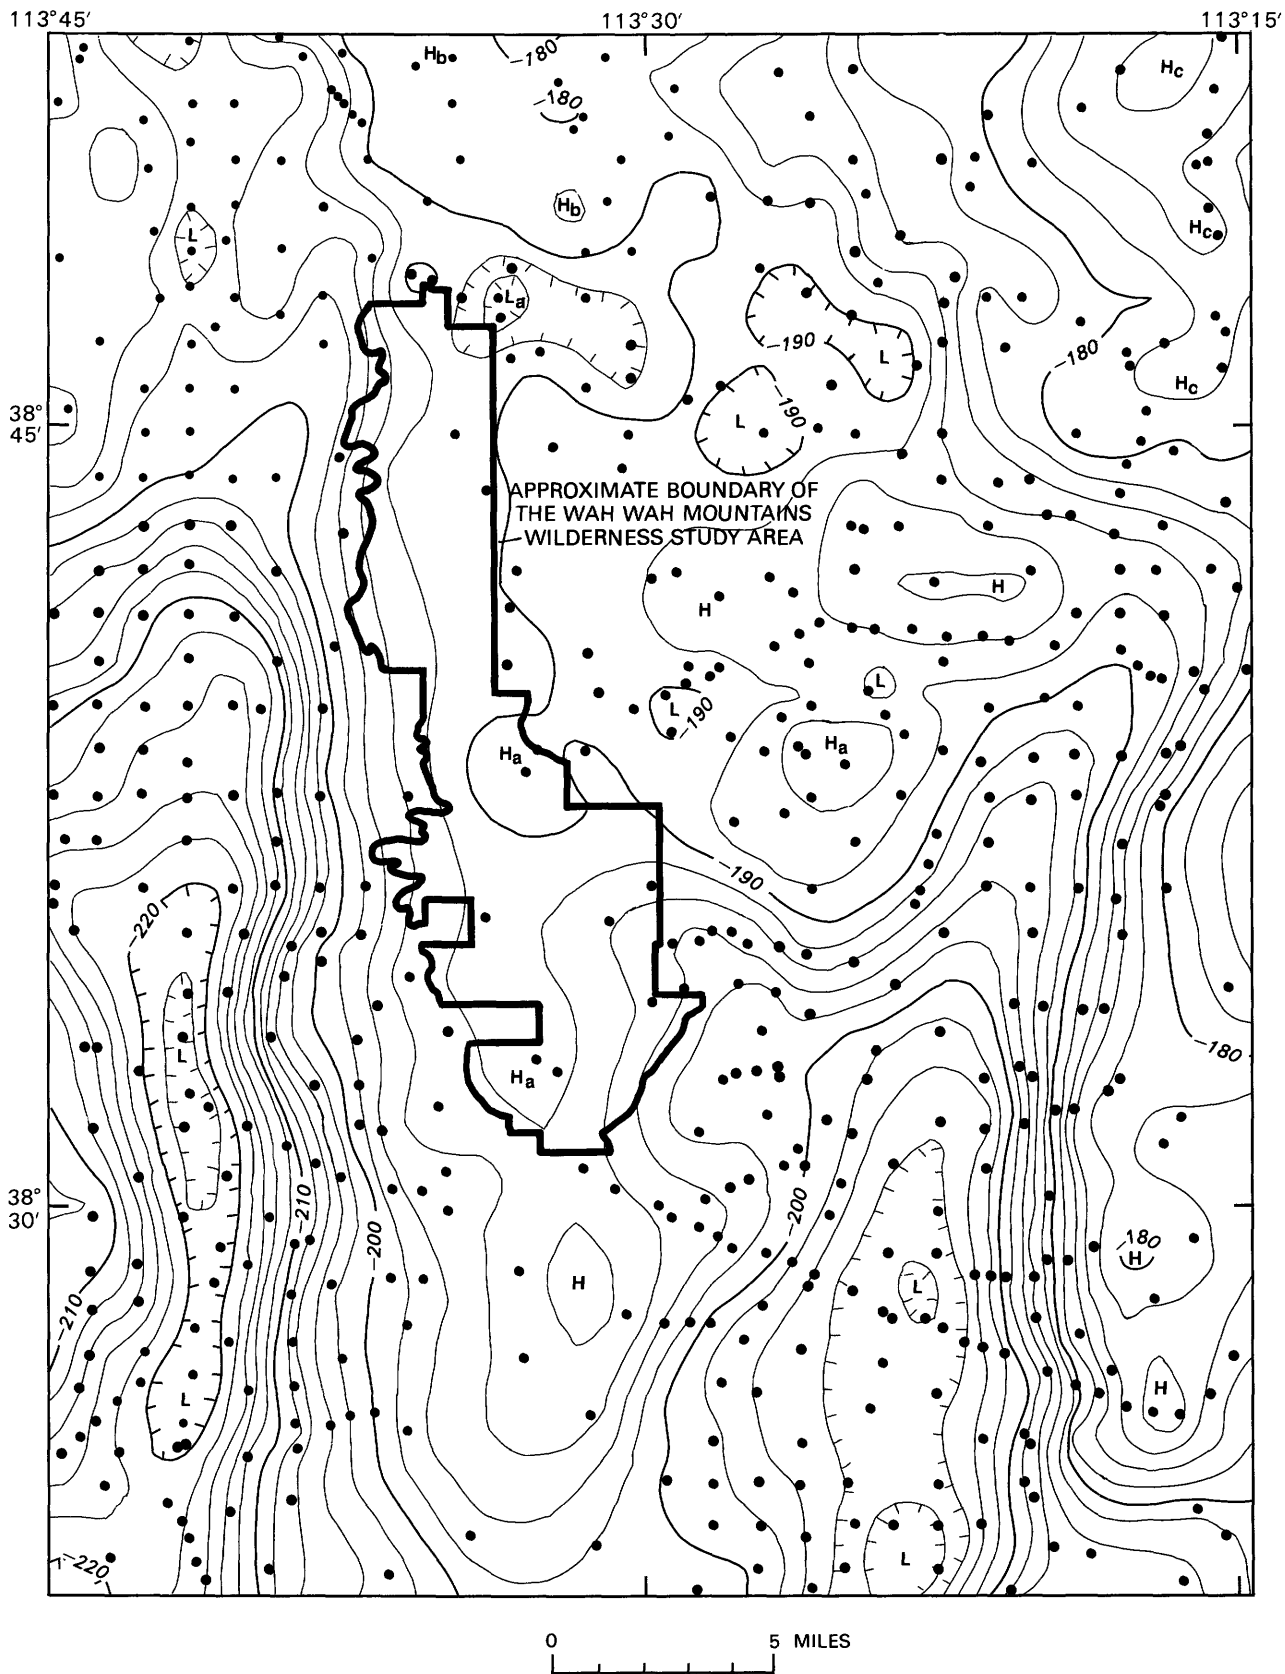 113°45′ 113°30′ 113°15′
Hb -180 Hc
-180
Hb
L Hc
La
-190 L -180
Hc
38°
45′
L -190
APPROXIMATE BOUNDARY OF
THE WAH WAH MOUNTAINS
WILDERNESS STUDY AREA
H H
L
L -190
Ha Ha
-190
-220
L -180
Ha
38°
30′
-210 -200 -200 -180
H
H L
-210
L H
-220 L
0 5 MILES